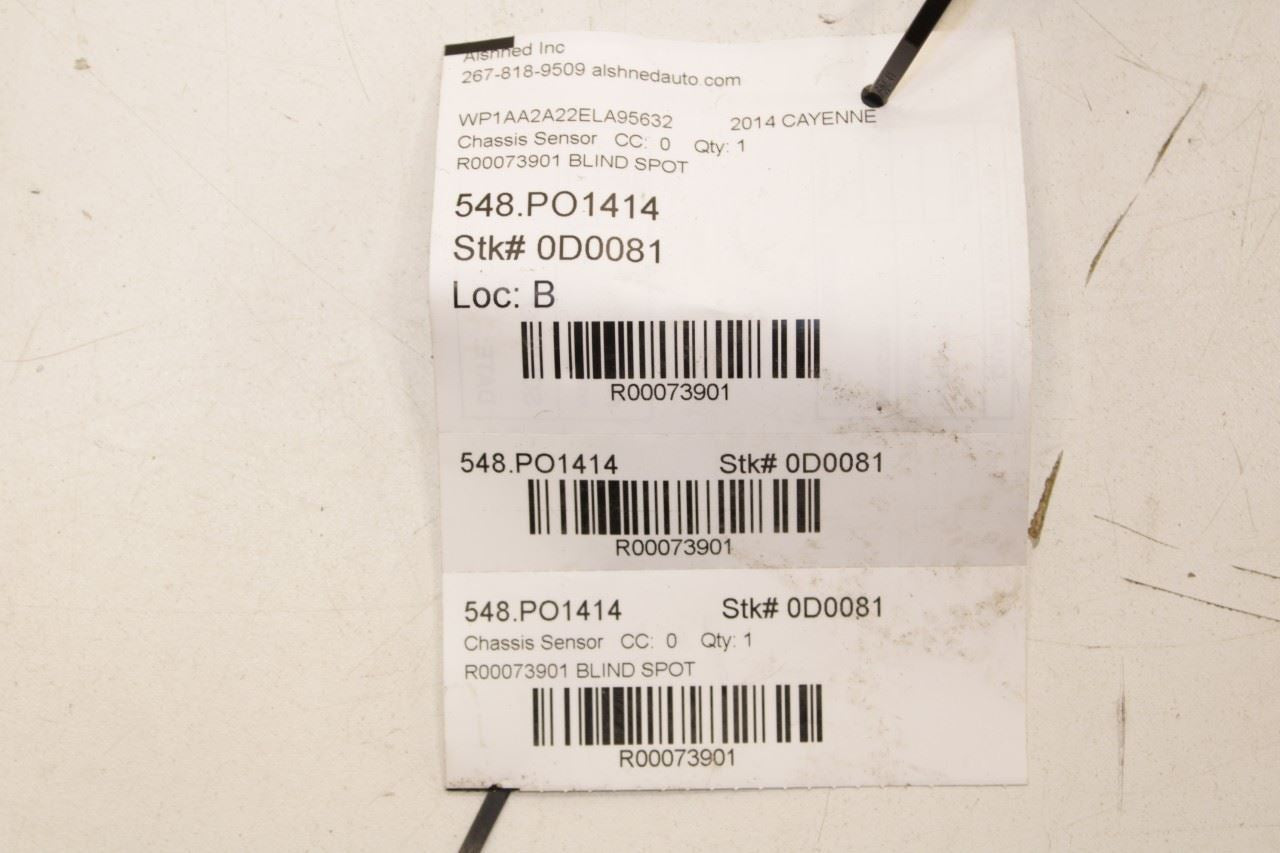 Alshned Inc
267-818-9509 alshnedauto.com
WP1AA2A22ELA95632 2014 CAYENNE
Chassis Sensor CC: 0 Qty: 1
R00073901 BLIND SPOT
548.PO1414
Stk# 0D0081
Loc: B
R00073901
548.PO1414 Stk# 0D0081
R00073901
548.PO1414 Stk# 0D0081
Chassis Sensor CC: 0 Qty: 1
R00073901 BLIND SPOT
R00073901